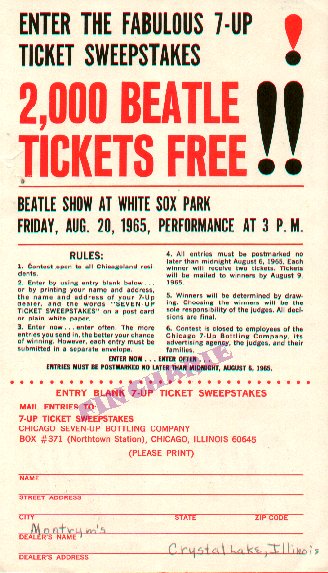 ENTER THE FABULOUS 7-UP
TICKET SWEEPSTAKES
2,000 BEATLE
TICKETS FREE!!!
BEATLE SHOW AT WHITE SOX PARK
FRIDAY, AUG. 20, 1965, PERFORMANCE AT 3 P. M.
RULES:
1. Contest open to all Chicagoland resi-
dents.
2. Enter by using entry blank below . . .
or by printing your name and address,
the name and address of your 7-Up
dealer, and the words "SEVEN-UP
TICKET SWEEPSTAKES" on a post card
or plain white paper.
3. Enter now . . . enter often. The more
entries you send in, the better your chance
of winning. However, each entry must be
submitted in a separate envelope.
4. All entries must be postmarked no
later than midnight August 6, 1965. Each
winner will receive two tickets. Tickets
will be mailed to winners by August 9,
1965.
5. Winners will be determined by draw-
ing. Choosing the winners will be the
sole responsibility of the judges. All deci-
sions are final.
6. Contest is closed to employees of the
Chicago 7-Up Bottling Company, its
advertising agency, the judges, and their
families.
ENTER NOW . . . ENTER OFTEN . . .
ENTRIES MUST BE POSTMARKED NO LATER THAN MIDNIGHT, AUGUST 6, 1965.
ENTRY BLANK 7-UP TICKET SWEEPSTAKES
MAIL ENTRIES TO:
7-UP TICKET SWEEPSTAKES
CHICAGO SEVEN-UP BOTTLING COMPANY
BOX #371 (Northtown Station), CHICAGO, ILLINOIS 60645
(PLEASE PRINT)
FINCHARIE
NAME
STREET ADDRESS
CITY STATE ZIP CODE
Montrym's
DEALER'S NAME
Crystal Lake, Illinois
DEALER'S ADDRESS